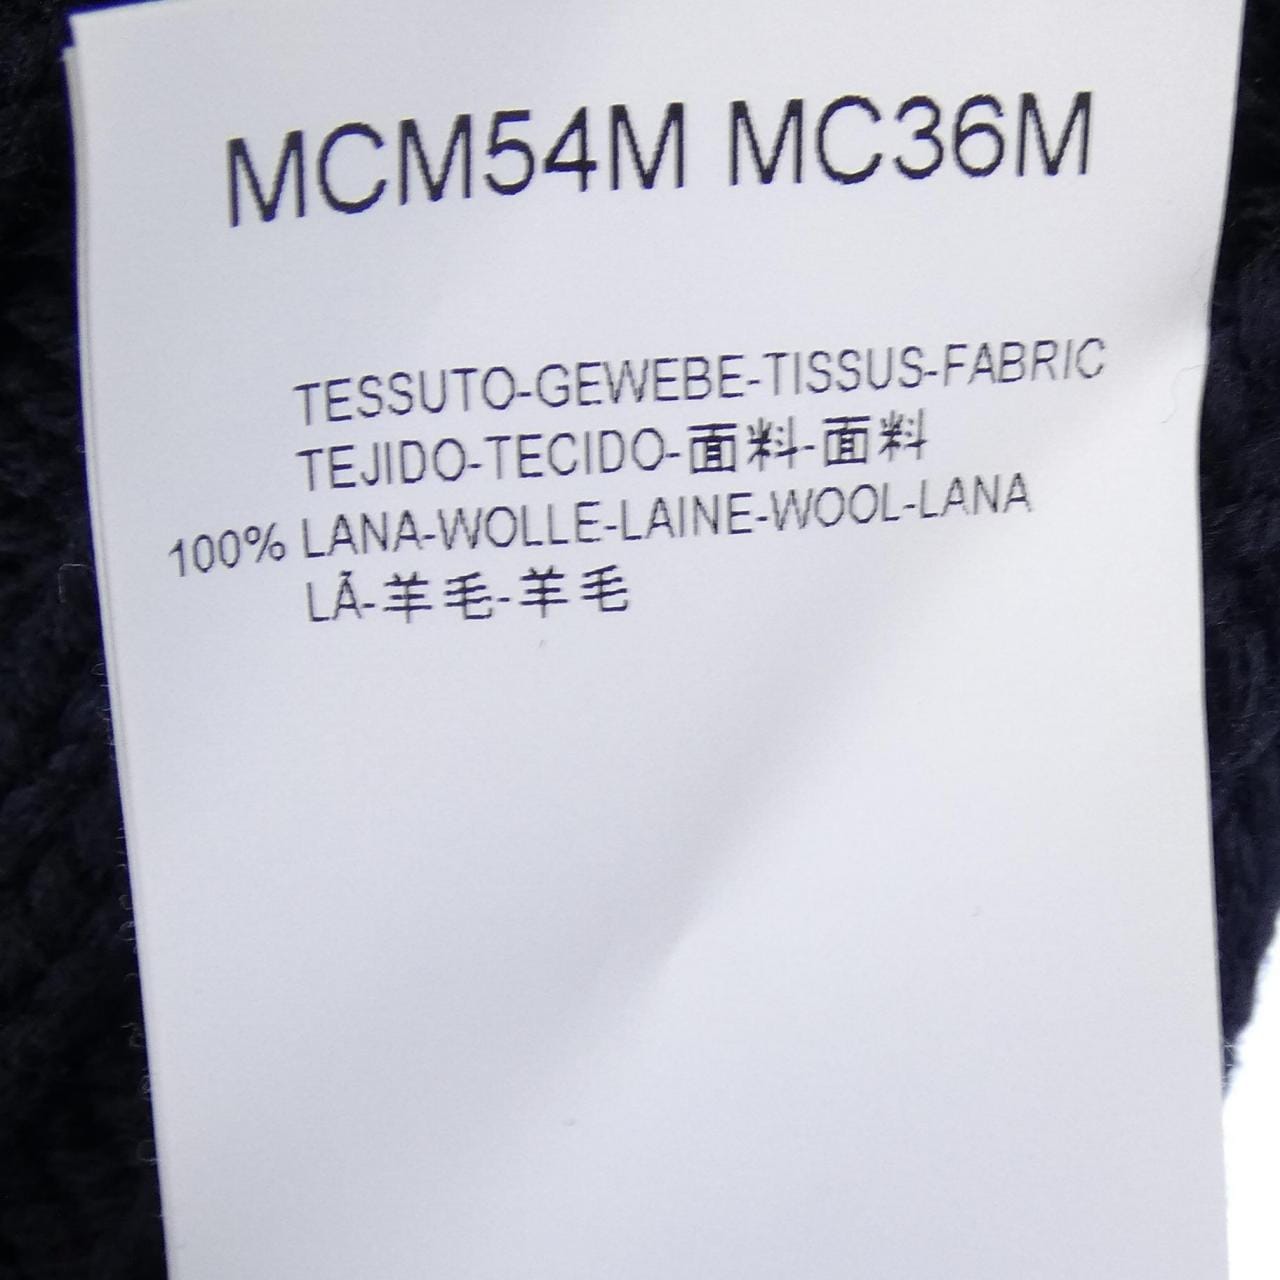 MCM54M MC36M
TESSUTO-GEWEBE-TISSUS-FABRIC
TEJIDO-TECIDO-面料-面料
100% LANA-WOLLE-LAINE-WOOL-LANA
LÃ-羊毛-羊毛